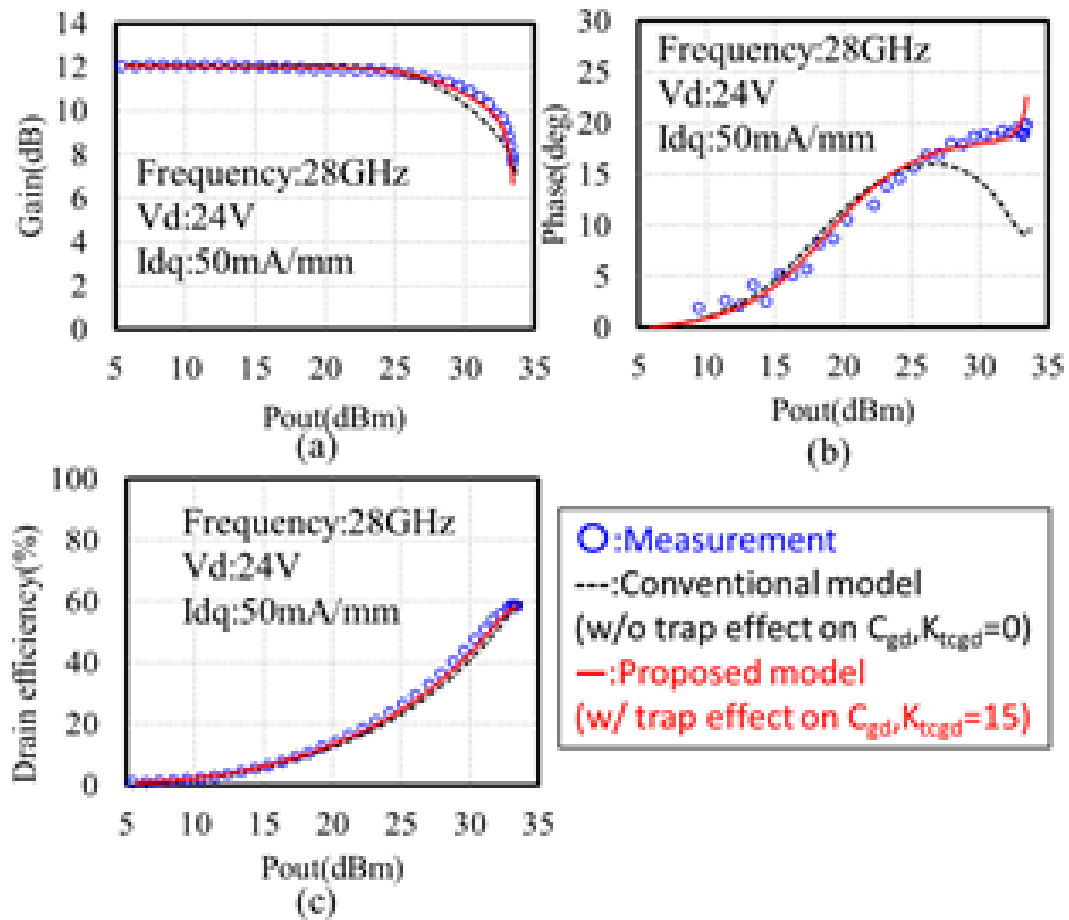 14
12
10
8
6
4
2
0
Gain(dB)
Frequency:28GHz
Vd:24V
Idq:50mA/mm
5 10 15 20 25 30 35
Pout(dBm)
(a)
30
25
20
15
10
5
0
Phase(deg)
Frequency:28GHz
Vd:24V
Idq:50mA/mm
5 10 15 20 25 30 35
Pout(dBm)
(b)
100
80
60
40
20
0
Drain efficiency(%)
Frequency:28GHz
Vd:24V
Idq:50mA/mm
5 10 15 20 25 30 35
Pout(dBm)
(c)
:Measurement
---:Conventional model
(w/o trap effect on Cgd,Ktcgd=0)
—:Proposed model
(w/ trap effect on Cgd,Ktcgd=15)